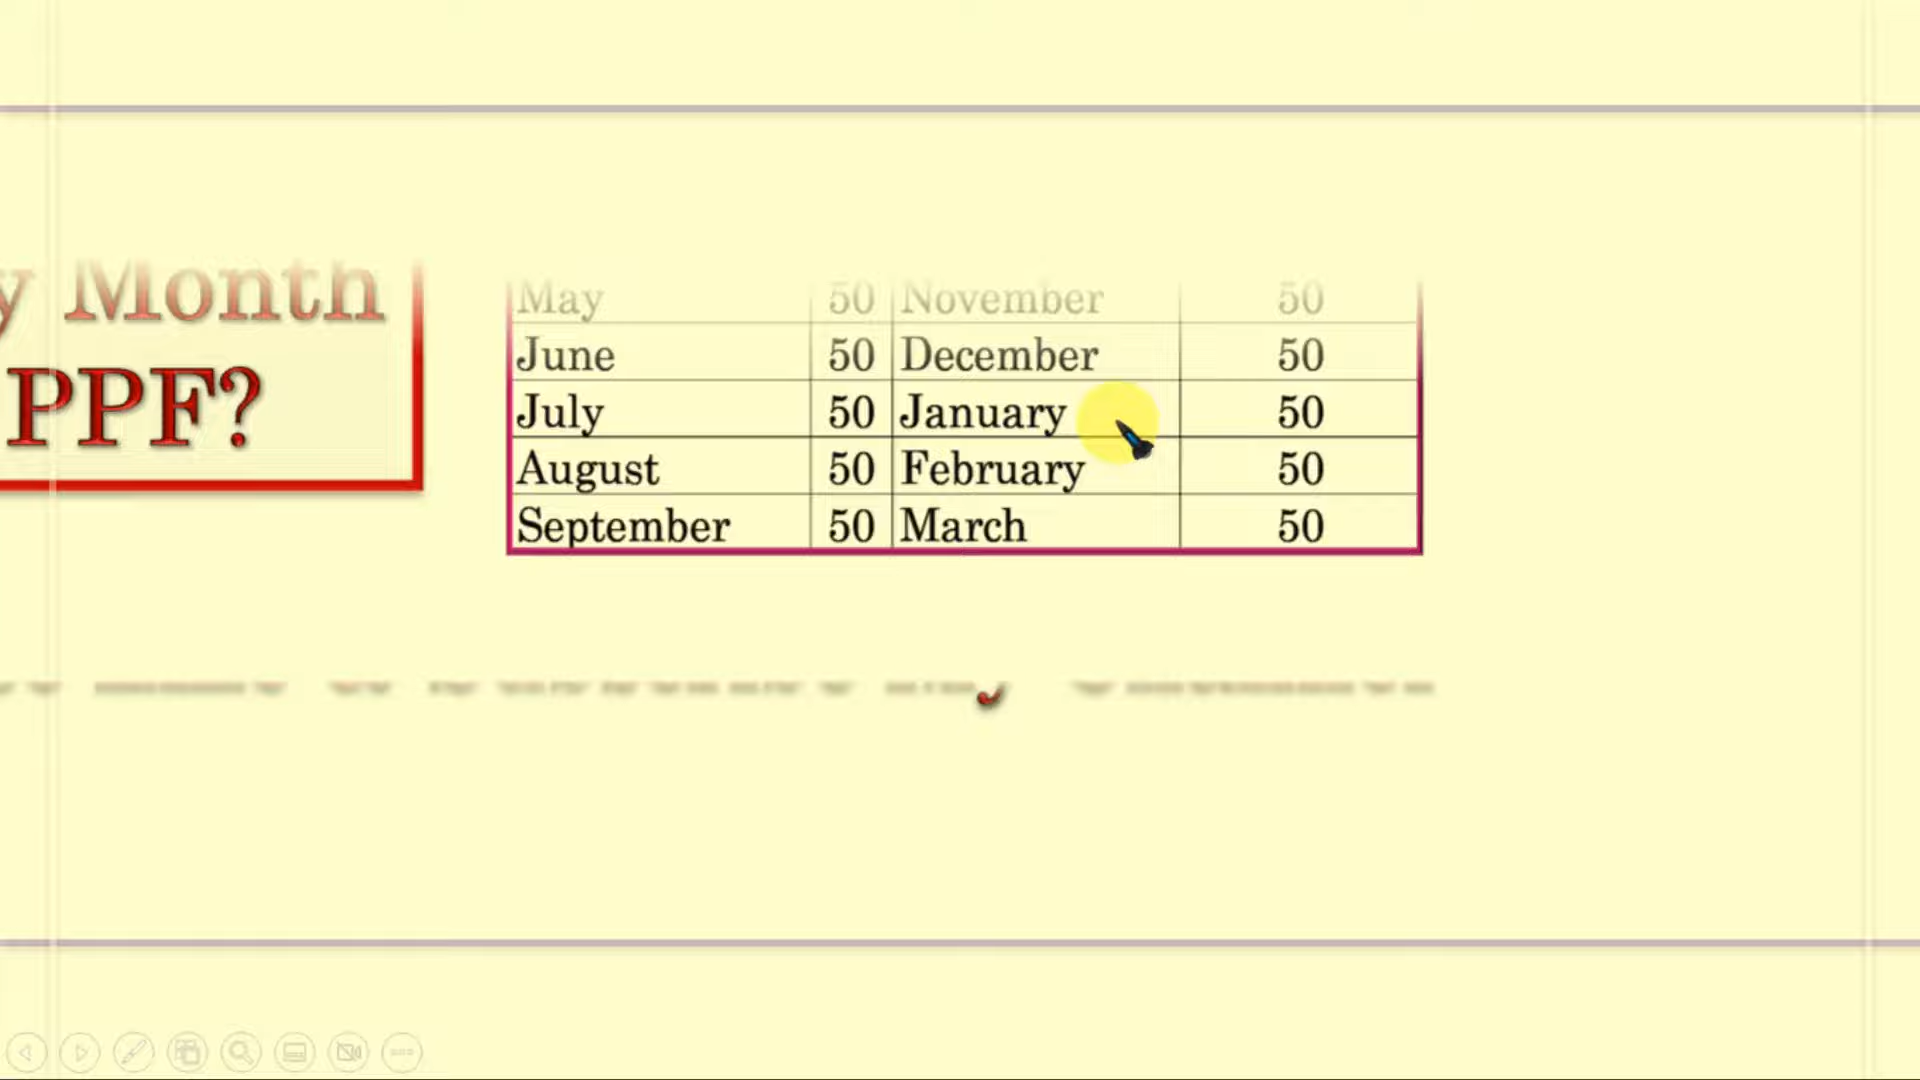 y Month
PPF?
May 50 November 50
June 50 December 50
July 50 January 50
August 50 February 50
September 50 March 50